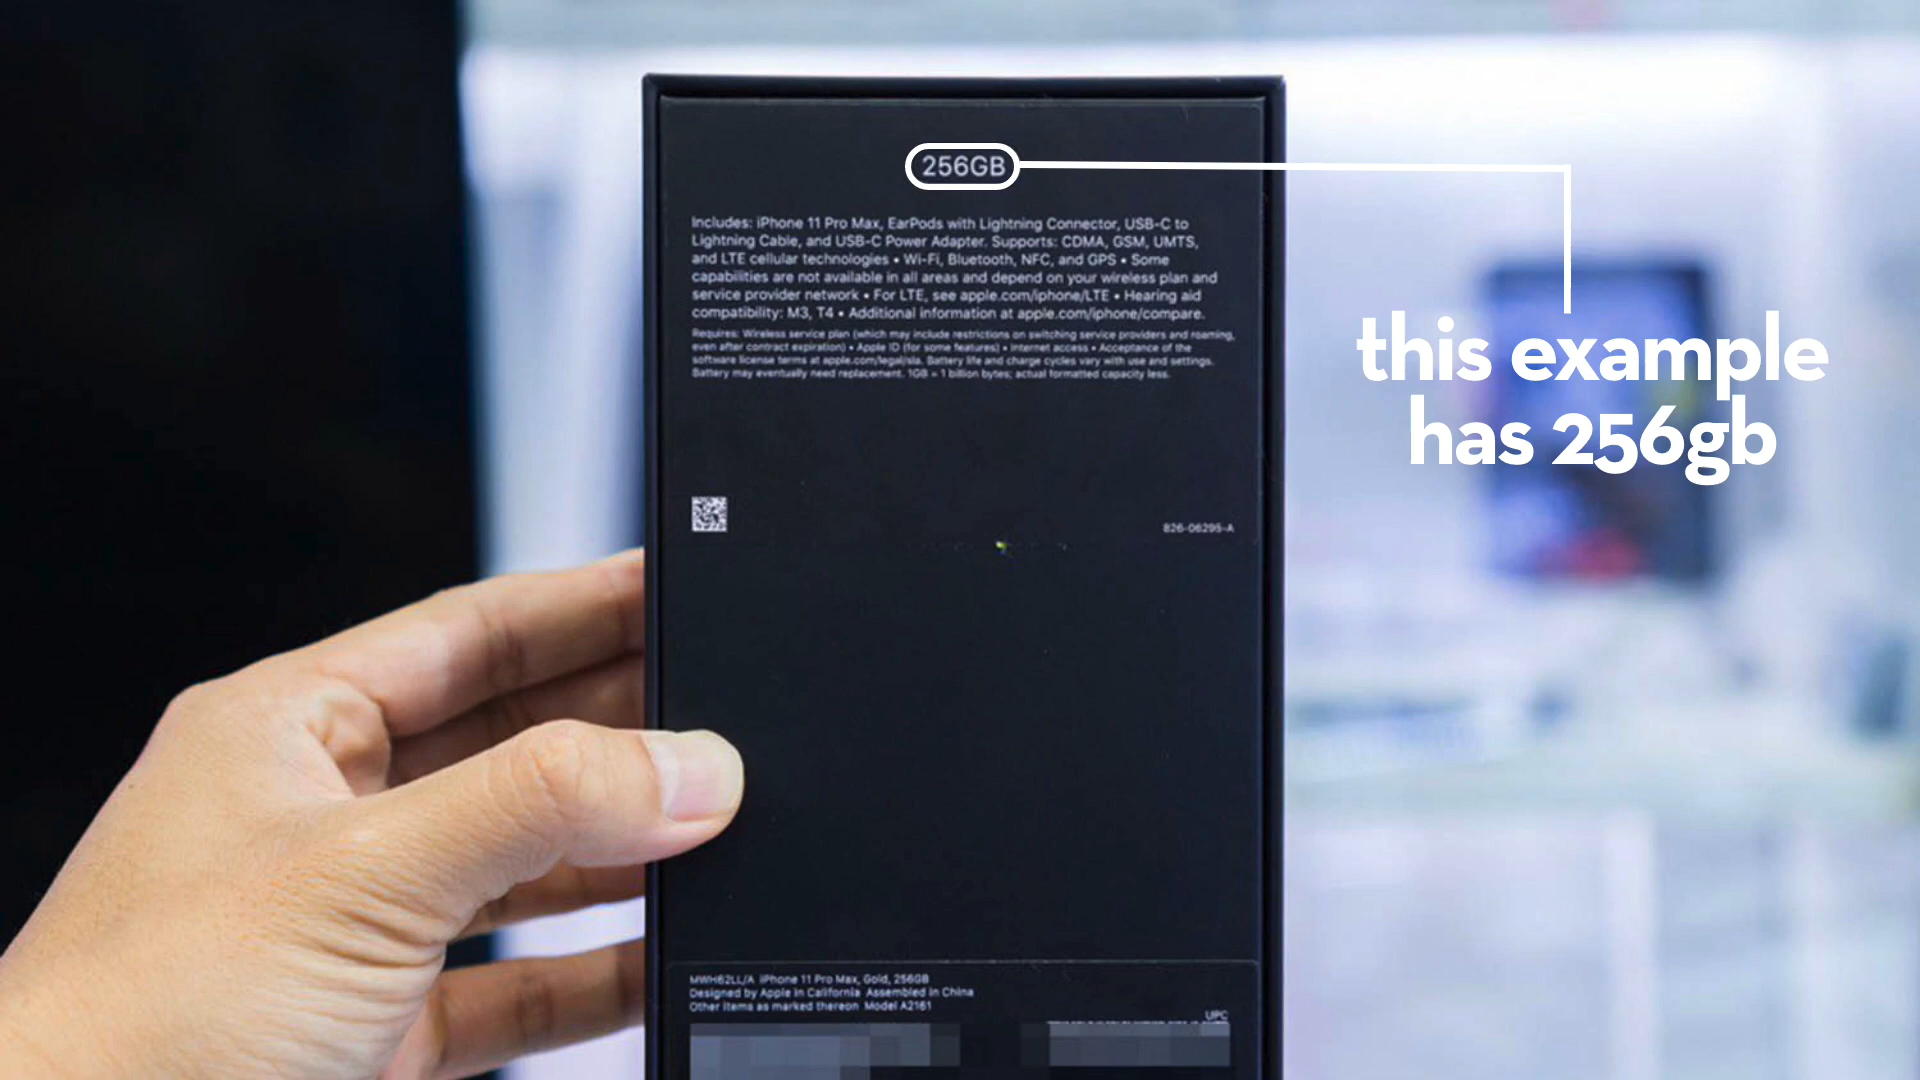 256GB
Includes: iPhone 11 Pro Max, EarPods with Lightning Connector, USB-C to
Lightning Cable, and USB-C Power Adapter. Supports: CDMA, GSM, UMTS,
and LTE cellular technologies • Wi-Fi, Bluetooth, NFC, and GPS • Some
capabilities are not available in all areas and depend on your wireless plan and
service provider network • For LTE, see apple.com/iphone/LTE • Hearing aid
compatibility: M3, T4 • Additional information at apple.com/iphone/compare.
Requires: Wireless service plan (which may include restrictions on switching service providers and roaming,
even after contract expiration) • Apple ID (for some features) • Internet access • Acceptance of the
software license terms at apple.com/legal/sla. Battery life and charge cycles vary with use and settings.
Battery may eventually need replacement. 1GB = 1 billion bytes; actual formatted capacity less.
this example
has 256gb
826-06295-A
MWH62LL/A iPhone 11 Pro Max, Gold, 256GB
Designed by Apple in California Assembled in China
Other items as marked thereon Model A2161
UPC